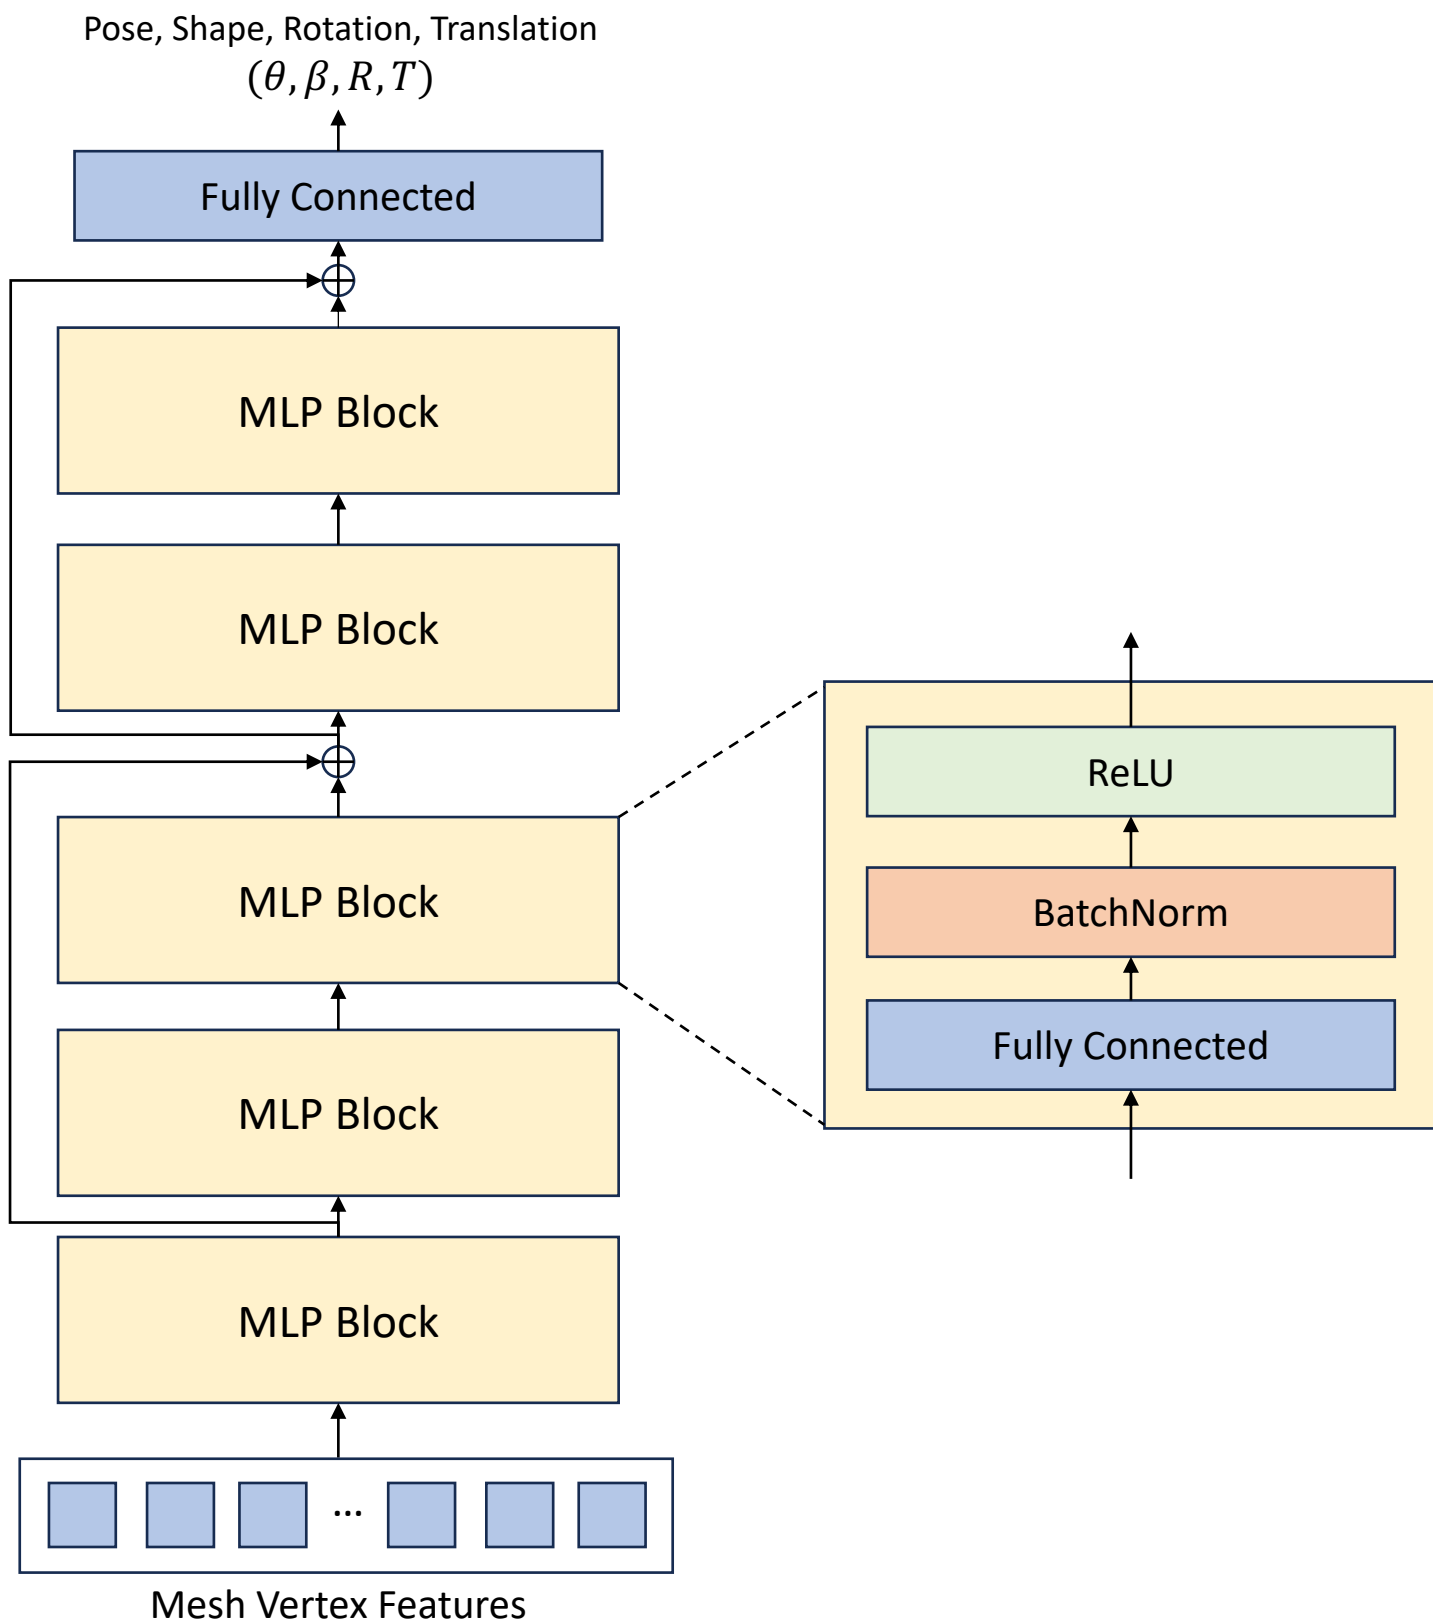 Pose, Shape, Rotation, Translation
(θ, β, R, T)
Fully Connected
MLP Block
MLP Block
MLP Block
MLP Block
MLP Block
...
Mesh Vertex Features
ReLU
BatchNorm
Fully Connected